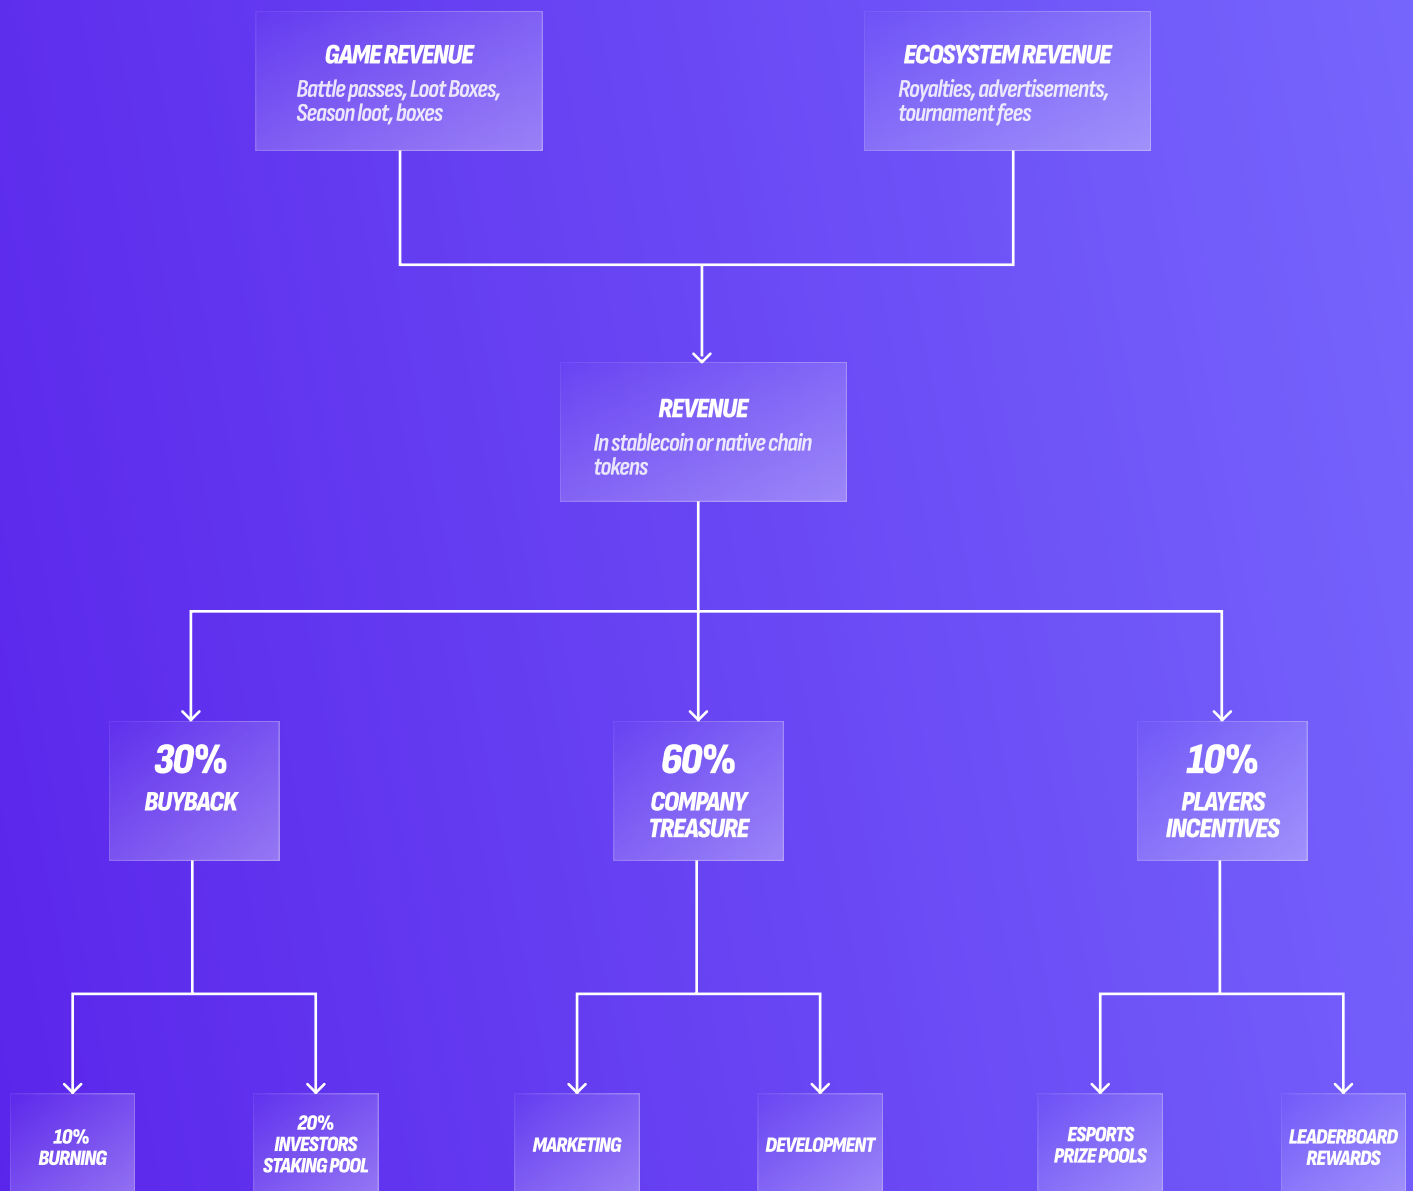 GAME REVENUE
Battle passes, Loot Boxes,
Season loot, boxes
ECOSYSTEM REVENUE
Royalties, advertisements,
tournament fees
REVENUE
In stablecoin or native chain
tokens
30%
BUYBACK
60%
COMPANY
TREASURE
10%
PLAYERS
INCENTIVES
10%
BURNING
20%
INVESTORS
STAKING POOL
MARKETING
DEVELOPMENT
ESPORTS
PRIZE POOLS
LEADERBOARD
REWARDS